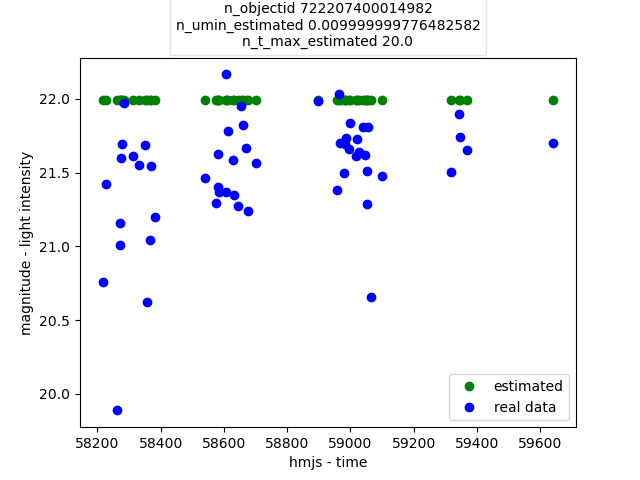 n_objectid 722207400014982
n_umin_estimated 0.009999999776482582
n_t_max_estimated 20.0
magnitude - light intensity
22.0
21.5
21.0
20.5
20.0
estimated
real data
58200 58400 58600 58800 59000 59200 59400 59600
hmjs - time